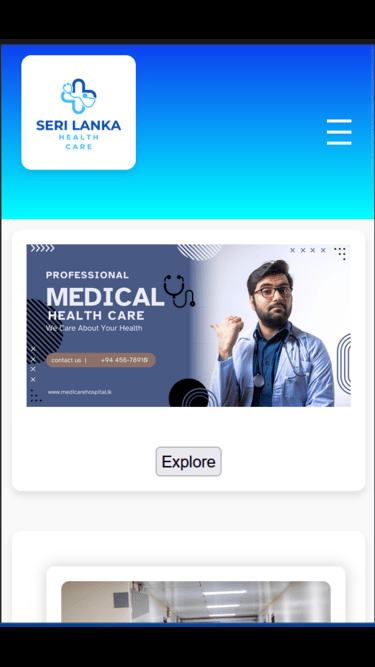 SERI LANKA
HEALTH
CARE
PROFESSIONAL
MEDICAL
HEALTH CARE
We Care About Your Health
contact us | +94 456-78910
www.medicarehospital.lk
Explore